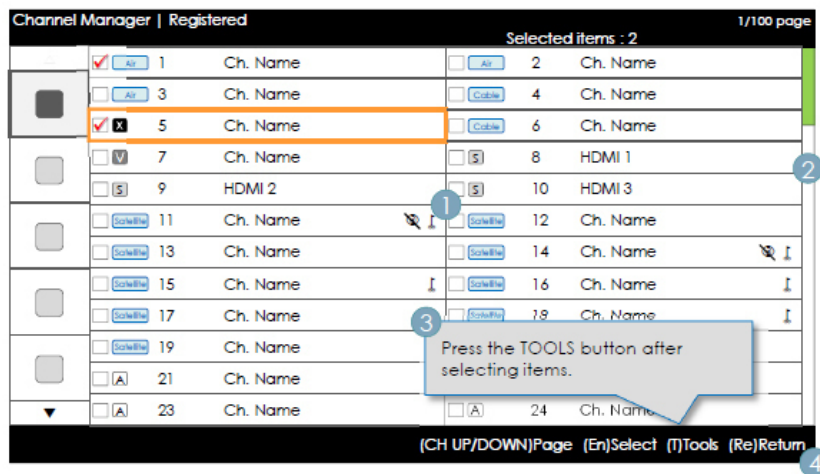 Channel Manager | Registered
1/100 page
Selected items : 2
Air 1 Ch. Name
Air 2 Ch. Name
Air 3 Ch. Name
Cable 4 Ch. Name
X 5 Ch. Name
Cable 6 Ch. Name
V 7 Ch. Name
S 8 HDMI 1
2
S 9 HDMI 2
S 10 HDMI 3
1
Satellite 11 Ch. Name
Satellite 12 Ch. Name
Satellite 13 Ch. Name
Satellite 14 Ch. Name
Satellite 15 Ch. Name
Satellite 16 Ch. Name
Satellite 17 Ch. Name
Satellite 18 Ch. Name
3
Satellite 19 Ch. Name
Press the TOOLS button after
selecting items.
A 21 Ch. Name
A 23 Ch. Name
A 24 Ch. Name
(CH UP/DOWN)Page (En)Select (T)Tools (Re)Return
4